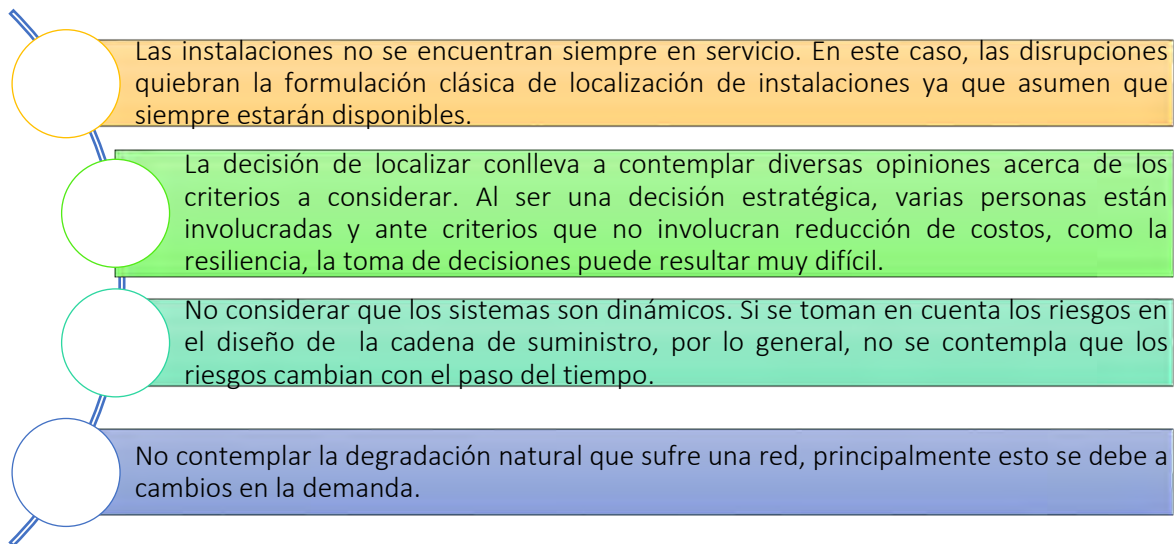 Las instalaciones no se encuentran siempre en servicio. En este caso, las disrupciones
quiebran la formulación clásica de localización de instalaciones ya que asumen que
siempre estarán disponibles.
La decisión de localizar conlleva a contemplar diversas opiniones acerca de los
criterios a considerar. Al ser una decisión estratégica, varias personas están
involucradas y ante criterios que no involucran reducción de costos, como la
resiliencia, la toma de decisiones puede resultar muy difícil.
No considerar que los sistemas son dinámicos. Si se toman en cuenta los riesgos en
el diseño de la cadena de suministro, por lo general, no se contempla que los
riesgos cambian con el paso del tiempo.
No contemplar la degradación natural que sufre una red, principalmente esto se debe a
cambios en la demanda.